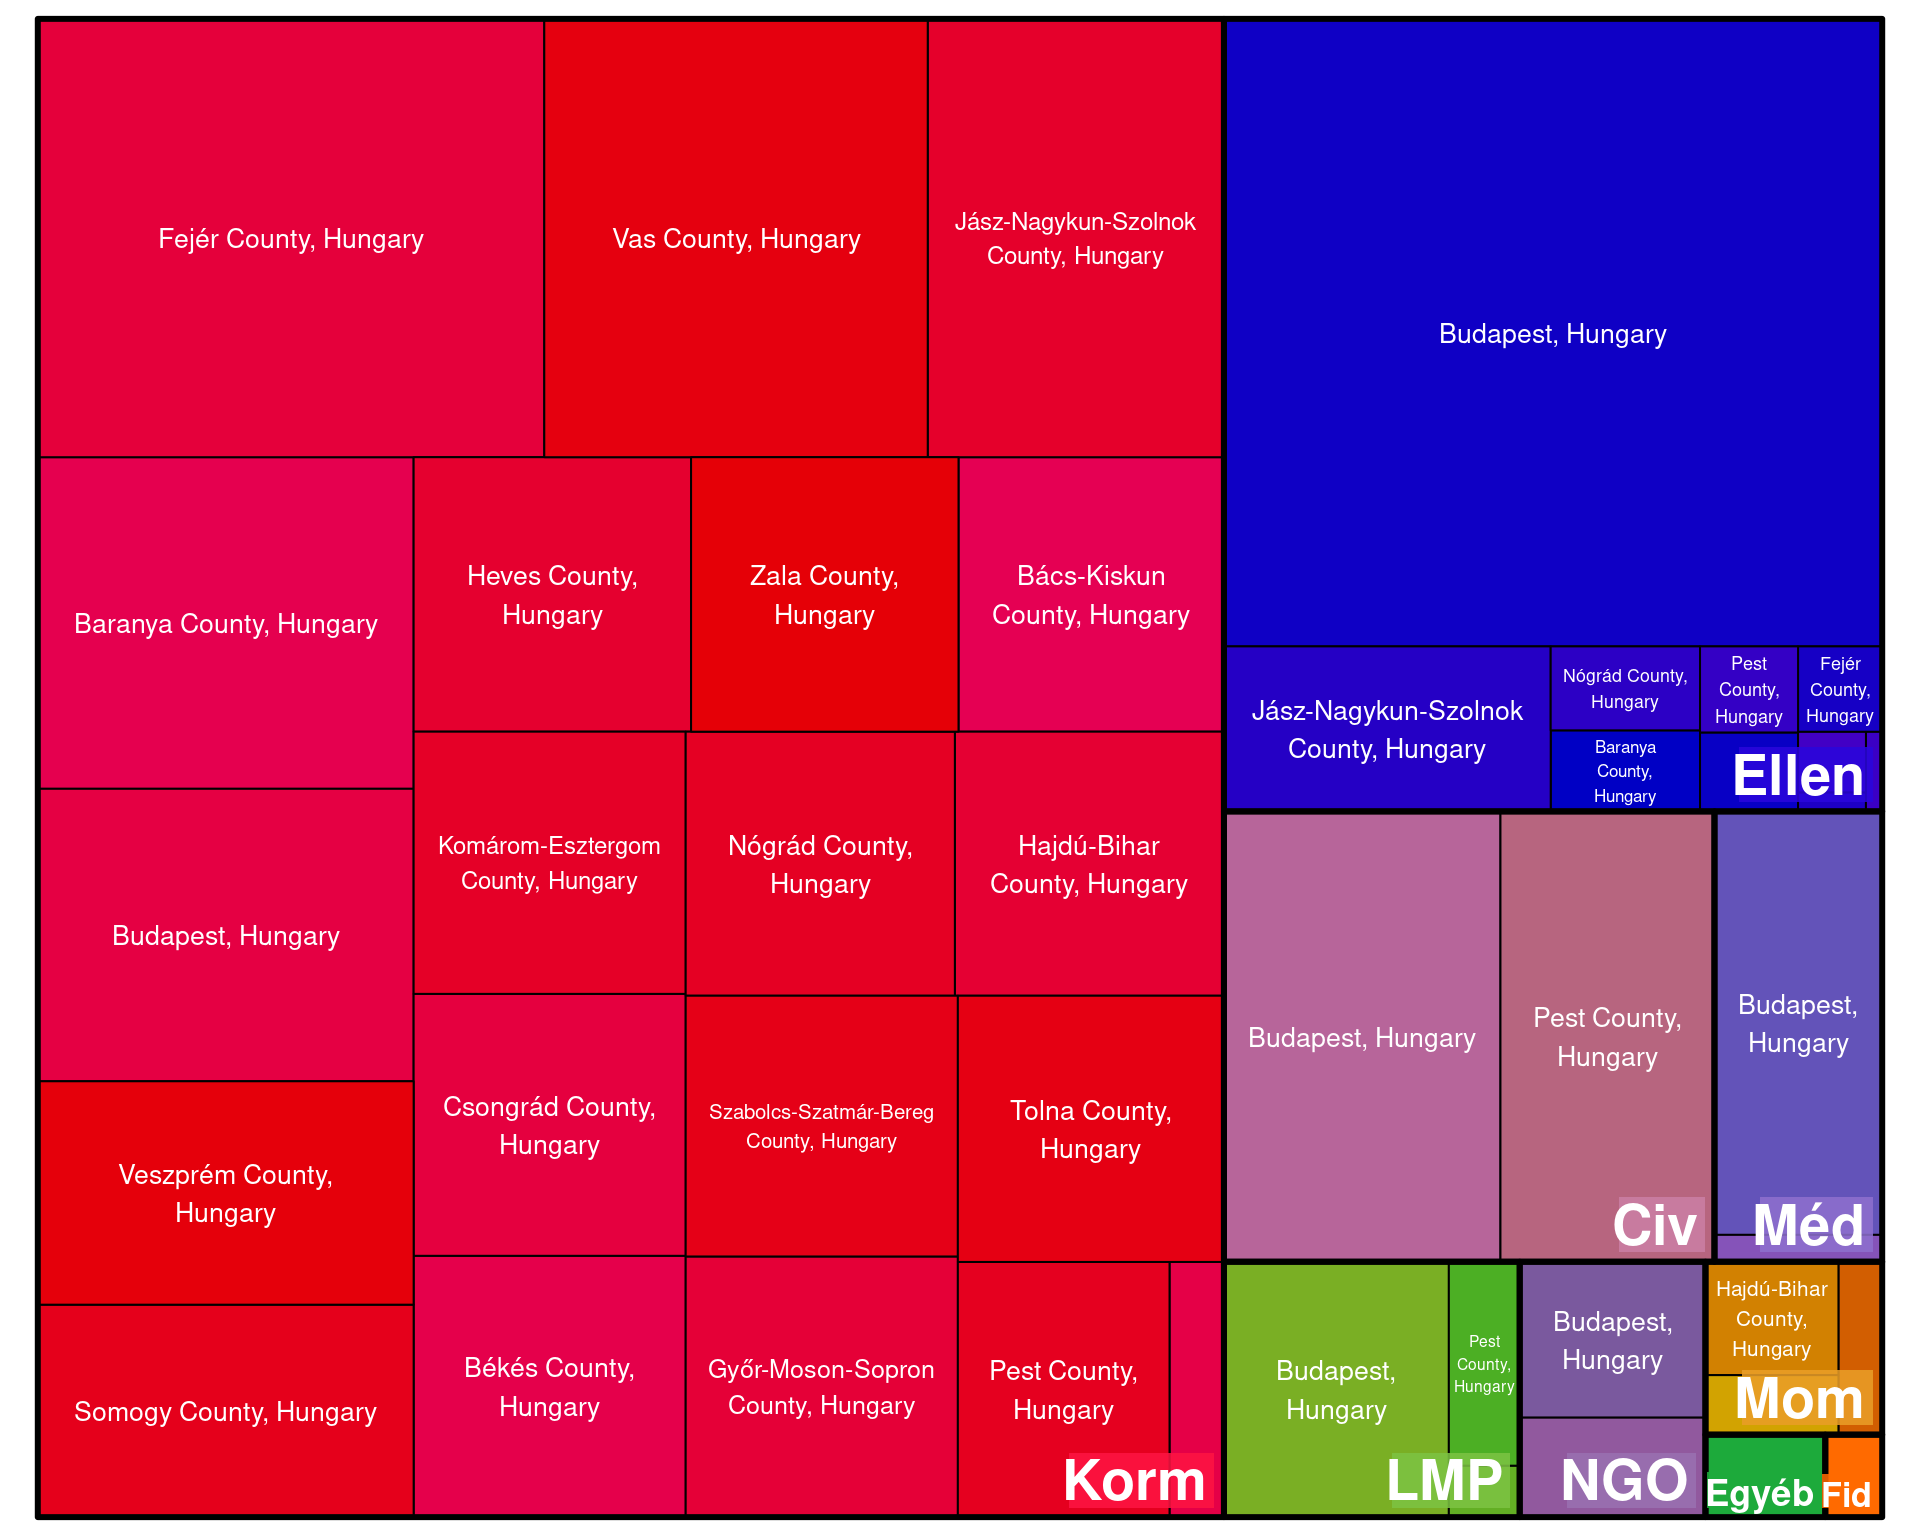 Fejér County, Hungary
Vas County, Hungary
Jász-Nagykun-Szolnok
County, Hungary
Baranya County, Hungary
Heves County,
Hungary
Zala County,
Hungary
Bács-Kiskun
County, Hungary
Budapest, Hungary
Komárom-Esztergom
County, Hungary
Nógrád County,
Hungary
Hajdú-Bihar
County, Hungary
Veszprém County,
Hungary
Csongrád County,
Hungary
Szabolcs-Szatmár-Bereg
County, Hungary
Tolna County,
Hungary
Somogy County, Hungary
Békés County,
Hungary
Győr-Moson-Sopron
County, Hungary
Pest County,
Hungary
Korm
Budapest, Hungary
Jász-Nagykun-Szolnok
County, Hungary
Nógrád County,
Hungary
Pest
County,
Hungary
Fejér
County,
Hungary
Baranya
County,
Hungary
Ellen
Budapest, Hungary
Pest County,
Hungary
Civ
Budapest,
Hungary
Méd
Budapest,
Hungary
Pest
County,
Hungary
LMP
Budapest,
Hungary
NGO
Hajdú-Bihar
County,
Hungary
Mom
Egyéb
Fid